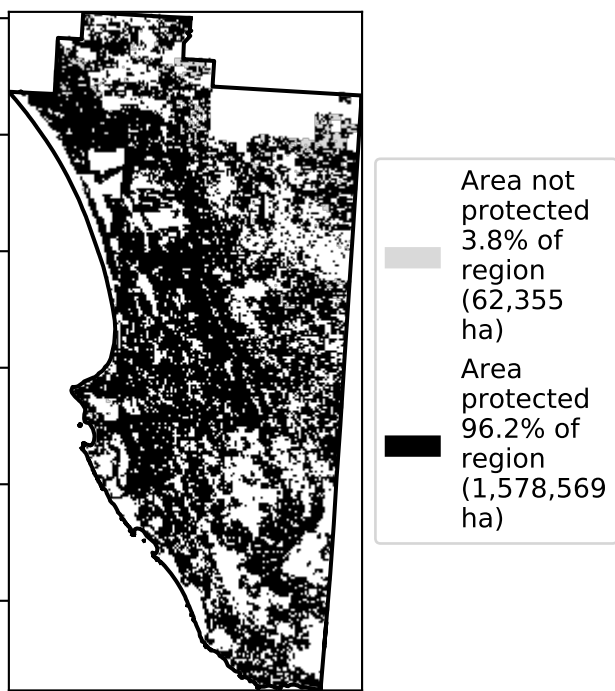 Area not
protected
3.8% of
region
(62,355
ha)
Area
protected
96.2% of
region
(1,578,569
ha)